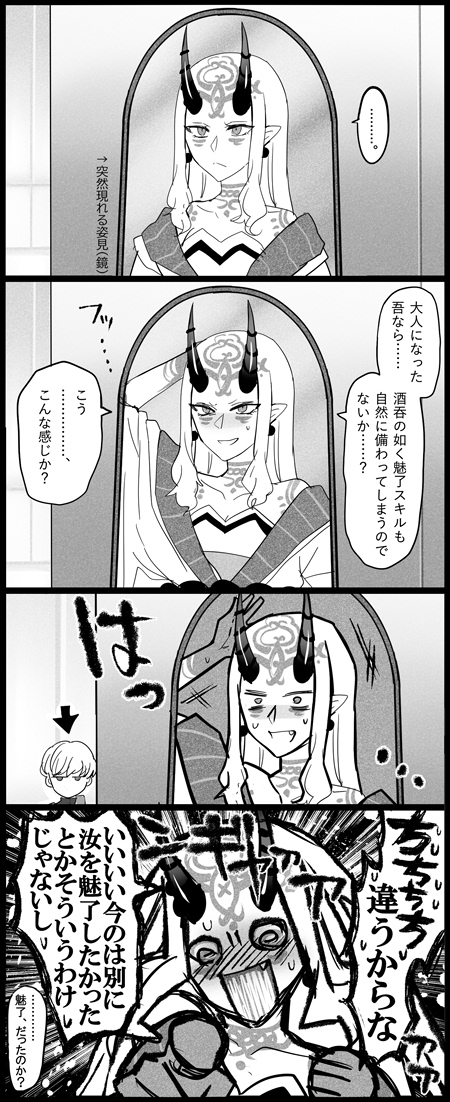 ………。
→突然現れる姿見(鏡)
大人になった
吾なら……
酒呑の如く魅了スキルも
自然に備わってしまうので
ないか……?
フッ…
こう
…………、
こんな感じか?
はっ
ちちちち
違うからな
ジギャァァアアアア
いいいい今のは別に
汝を魅了したかった
とかそういうわけ
じゃないし
………
魅了、だったのか?